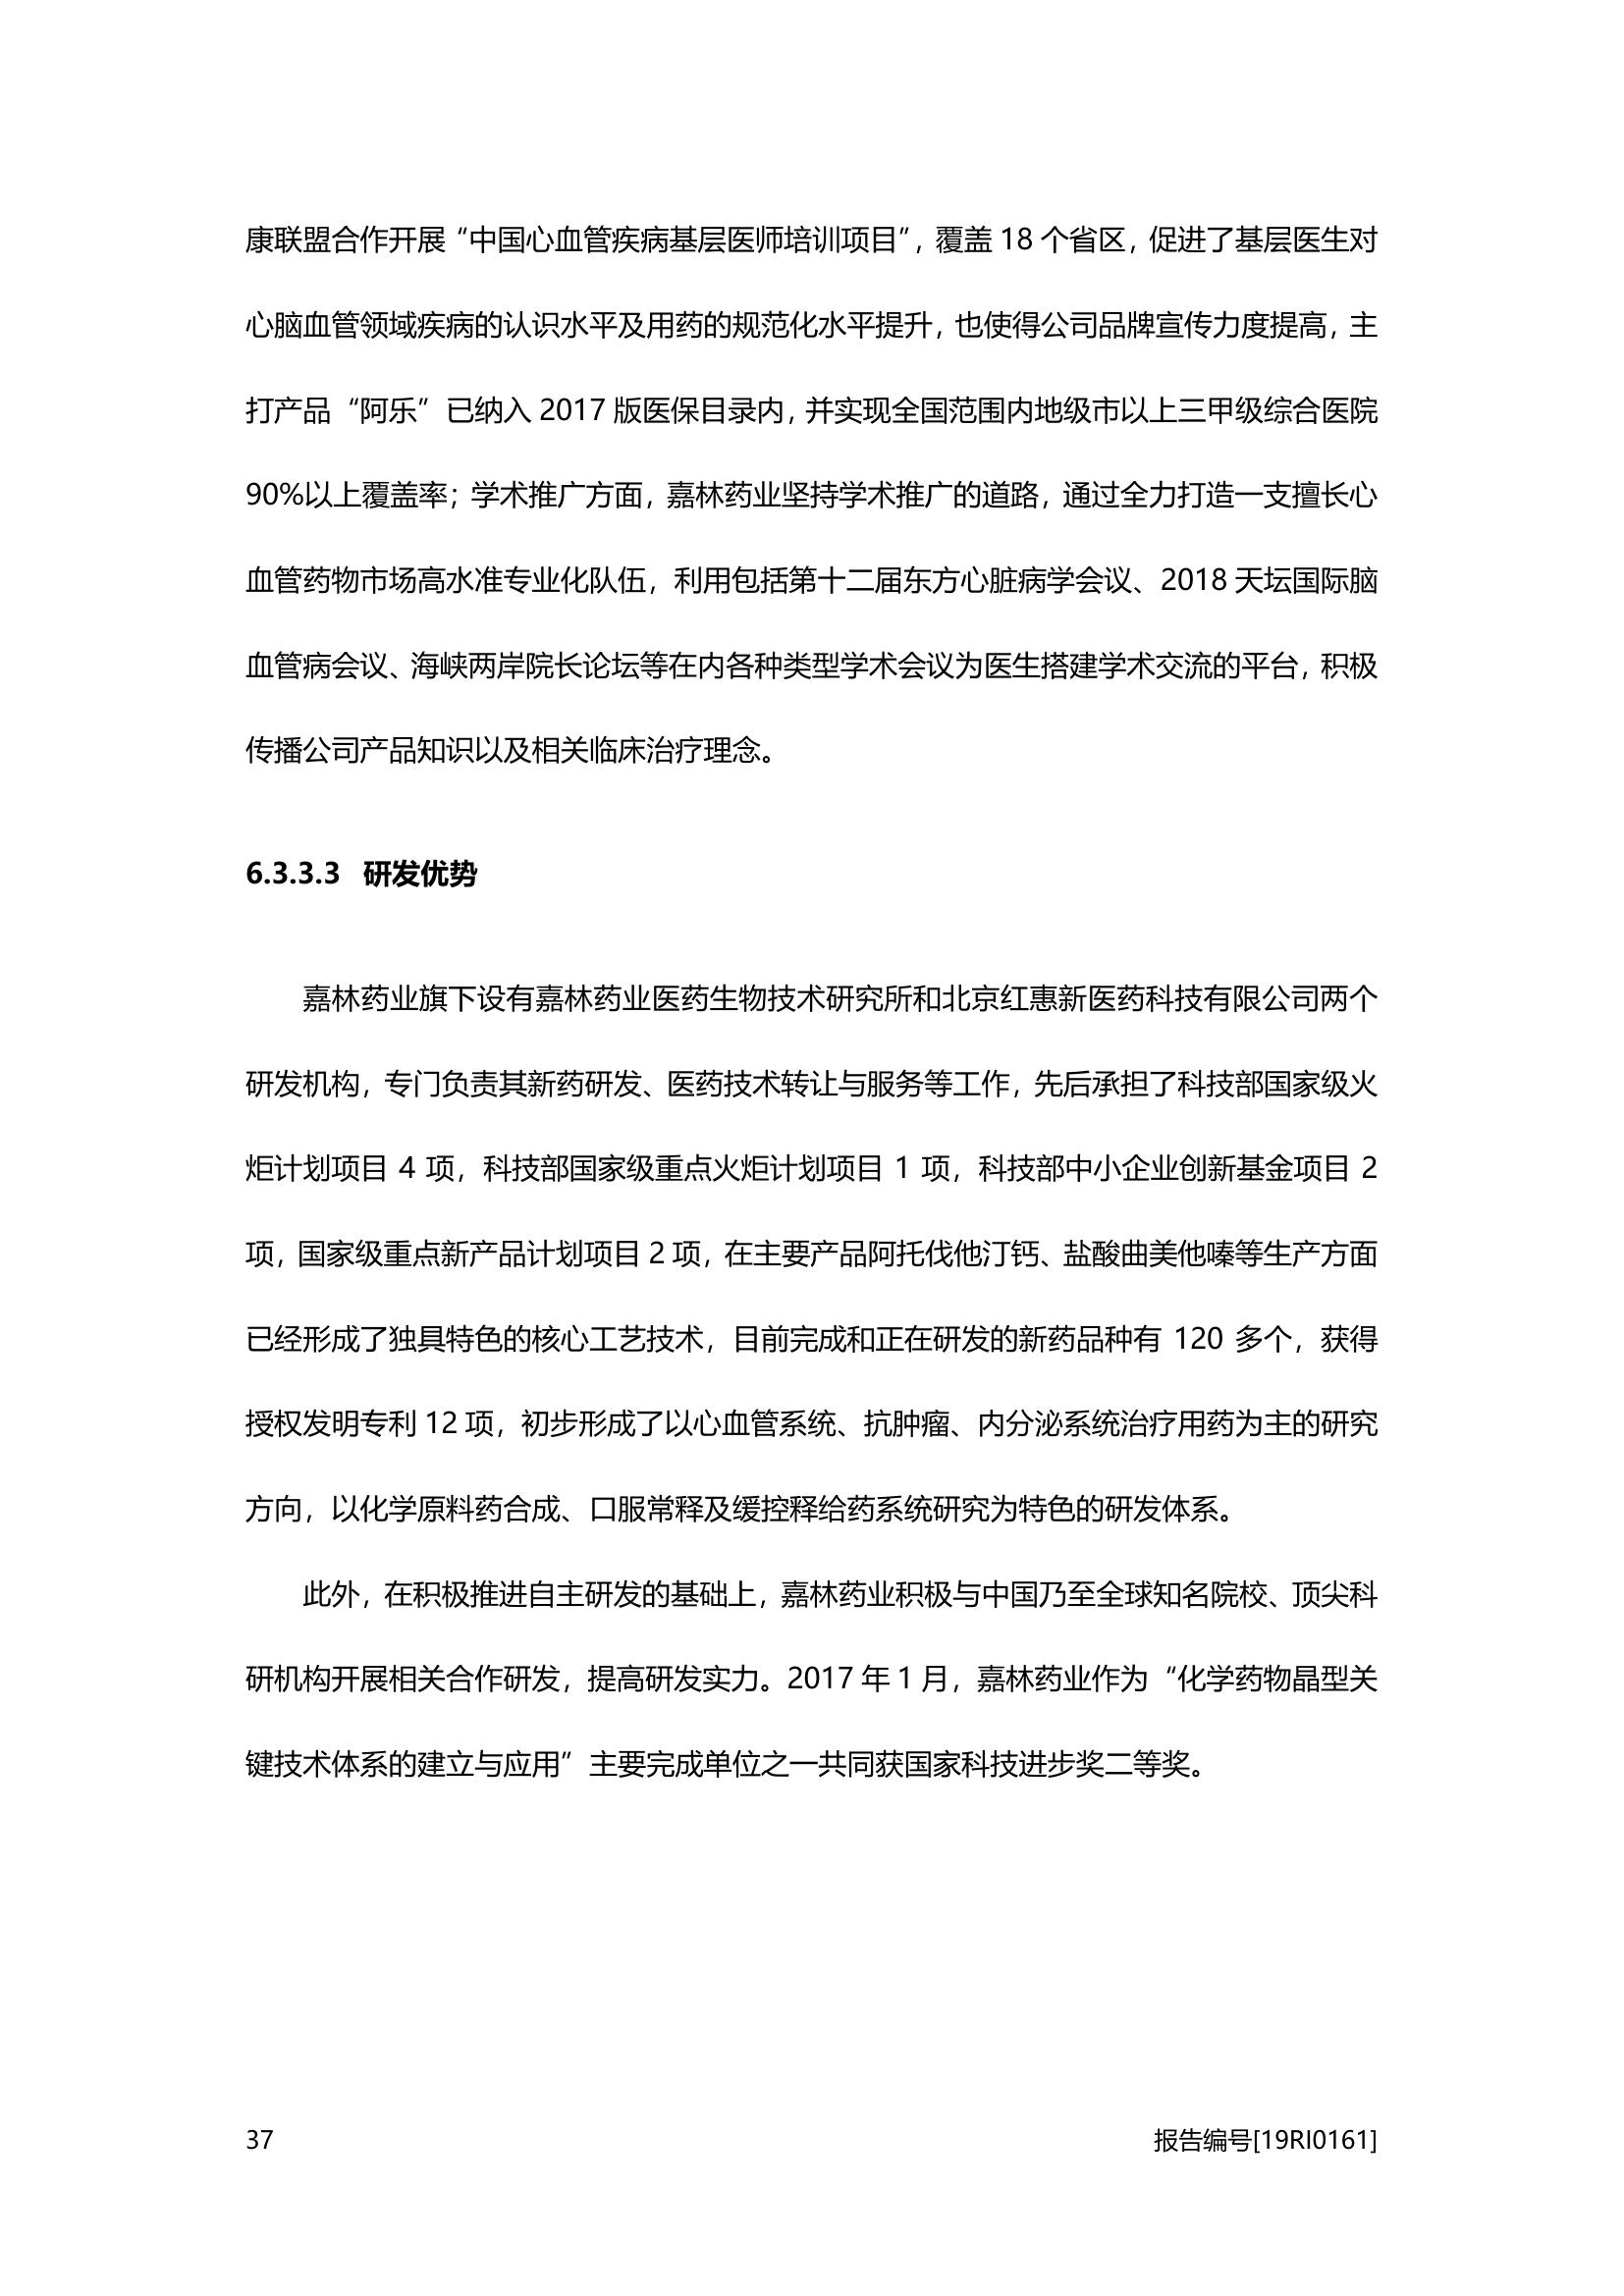 康联盟合作开展“中国心血管疾病基层医师培训项目”，覆盖 18 个省区，促进了基层医生对
心脑血管领域疾病的认识水平及用药的规范化水平提升，也使得公司品牌宣传力度提高，主
打产品“阿乐”已纳入 2017 版医保目录内，并实现全国范围内地级市以上三甲级综合医院
90%以上覆盖率；学术推广方面，嘉林药业坚持学术推广的道路，通过全力打造一支擅长心
血管药物市场高水准专业化队伍，利用包括第十二届东方心脏病学会议、2018 天坛国际脑
血管病会议、海峡两岸院长论坛等在内各种类型学术会议为医生搭建学术交流的平台，积极
传播公司产品知识以及相关临床治疗理念。
6.3.3.3 研发优势
嘉林药业旗下设有嘉林药业医药生物技术研究所和北京红惠新医药科技有限公司两个
研发机构，专门负责其新药研发、医药技术转让与服务等工作，先后承担了科技部国家级火
炬计划项目 4 项，科技部国家级重点火炬计划项目 1 项，科技部中小企业创新基金项目 2
项，国家级重点新产品计划项目 2 项，在主要产品阿托伐他汀钙、盐酸曲美他嗪等生产方面
已经形成了独具特色的核心工艺技术，目前完成和正在研发的新药品种有 120 多个，获得
授权发明专利 12 项，初步形成了以心血管系统、抗肿瘤、内分泌系统治疗用药为主的研究
方向，以化学原料药合成、口服常释及缓控释给药系统研究为特色的研发体系。
此外，在积极推进自主研发的基础上，嘉林药业积极与中国乃至全球知名院校、顶尖科
研机构开展相关合作研发，提高研发实力。2017 年 1 月，嘉林药业作为“化学药物晶型关
键技术体系的建立与应用”主要完成单位之一共同获国家科技进步奖二等奖。
37 报告编号[19RI0161]